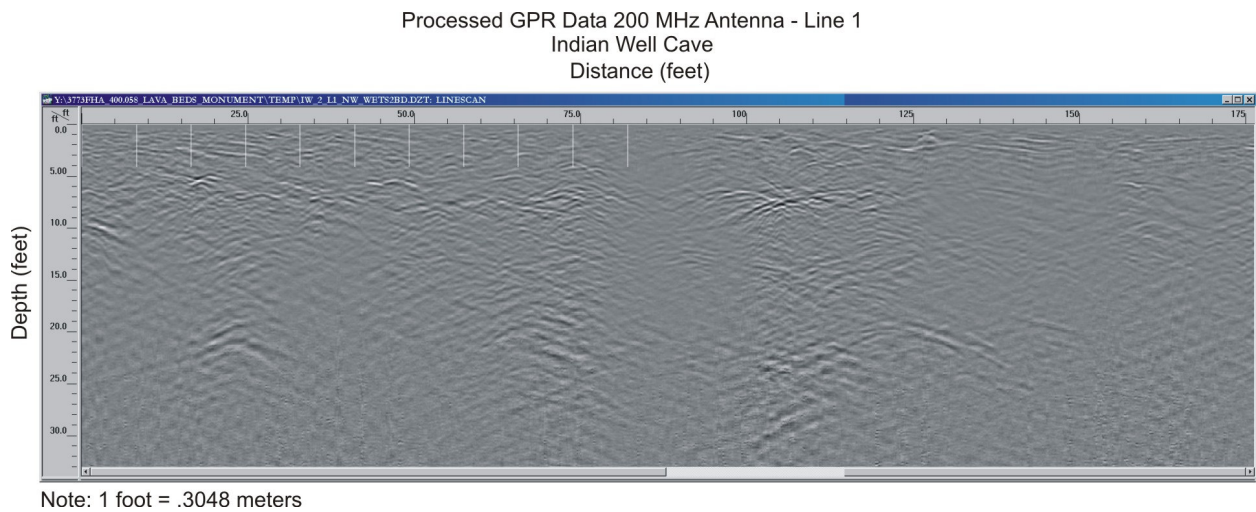 Processed GPR Data 200 MHz Antenna - Line 1
Indian Well Cave
Distance (feet)
Y:\3773FHA_400.058_LAVA_BEDS_MONUMENT\TEMP\IW_2_L1_NW_WETS2BD.DZT: LINESCAN
ft ft 25.0 50.0 75.0 100 125 150 175
0.0
5.00
10.0
15.0
20.0
25.0
30.0
Depth (feet)
Note: 1 foot = .3048 meters